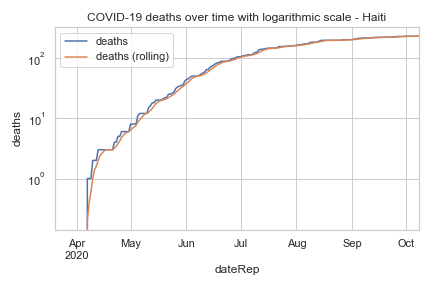 COVID-19 deaths over time with logarithmic scale - Haiti
deaths
deaths (rolling)
10²
10¹
10⁰
deaths
Apr May Jun Jul Aug Sep Oct
2020
dateRep